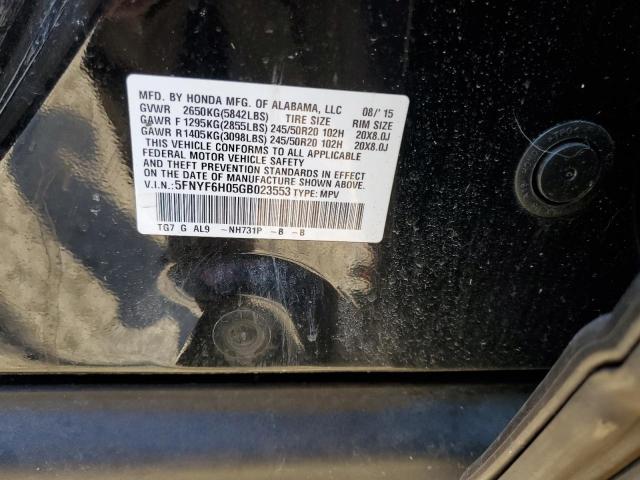 MFD. BY HONDA MFG. OF ALABAMA, LLC 08/'15
GVWR 2650KG(5842LBS) TIRE SIZE RIM SIZE
GAWR F 1295KG(2855LBS) 245/50R20 102H 20X8.0J
GAWR R 1405KG(3098LBS) 245/50R20 102H 20X8.0J
THIS VEHICLE CONFORMS TO ALL APPLICABLE
FEDERAL MOTOR VEHICLE SAFETY
AND THEFT PREVENTION STANDARDS IN EFFECT
ON THE DATE OF MANUFACTURE SHOWN ABOVE.
V.I.N.: 5FNYF6H05GB023553 TYPE: MPV
TG7 G AL9 ~NH731P ~B ~B